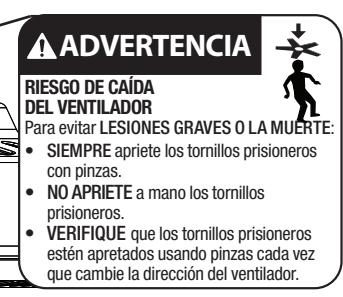 ADVERTENCIA
RIESGO DE CAÍDA
DEL VENTILADOR
Para evitar LESIONES GRAVES O LA MUERTE:
• SIEMPRE apriete los tornillos prisioneros
con pinzas.
• NO APRIETE a mano los tornillos
prisioneros.
• VERIFIQUE que los tornillos prisioneros
estén apretados usando pinzas cada vez
que cambie la dirección del ventilador.